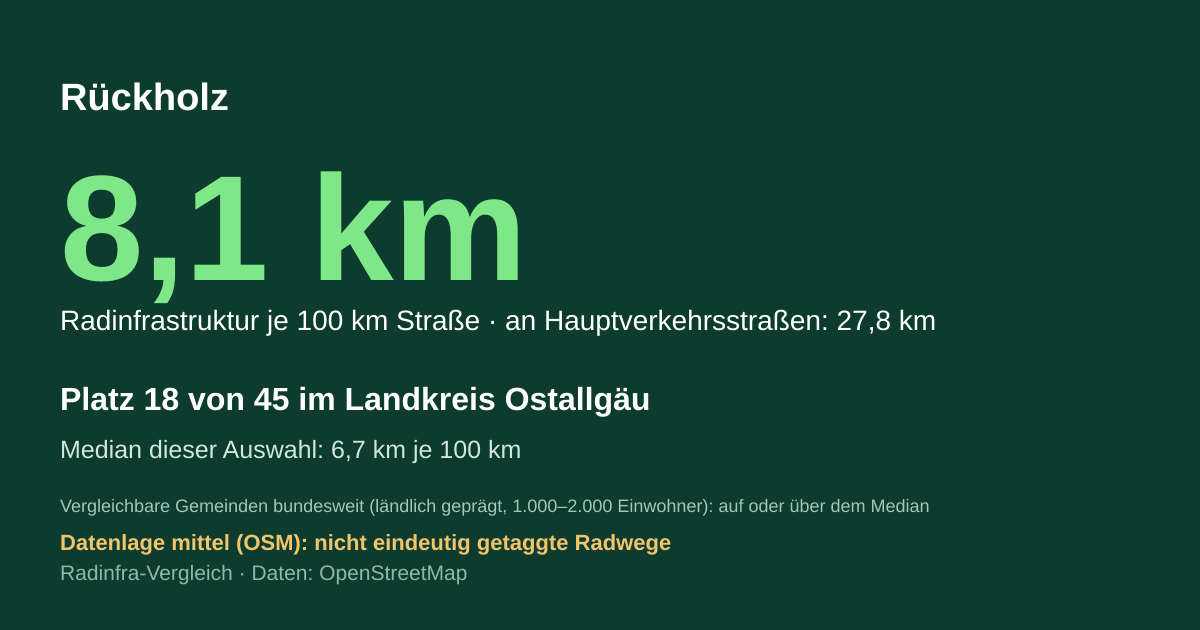 Rückholz
8,1 km
Radinfrastruktur je 100 km Straße · an Hauptverkehrsstraßen: 27,8 km
Platz 18 von 45 im Landkreis Ostallgäu
Median dieser Auswahl: 6,7 km je 100 km
Vergleichbare Gemeinden bundesweit (ländlich geprägt, 1.000–2.000 Einwohner): auf oder über dem Median
Datenlage mittel (OSM): nicht eindeutig getaggte Radwege
Radinfra-Vergleich · Daten: OpenStreetMap